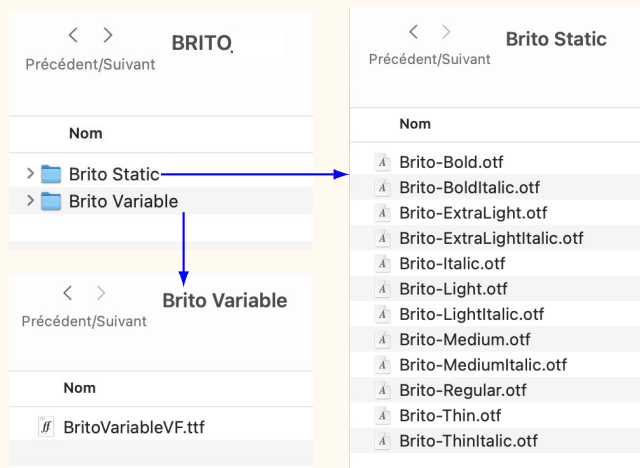 BRITO
Précédent/Suivant
Nom
Brito Static
Brito Variable
Brito Variable
Précédent/Suivant
Nom
BritoVariableVF.ttf
Brito Static
Précédent/Suivant
Nom
Brito-Bold.otf
Brito-BoldItalic.otf
Brito-ExtraLight.otf
Brito-ExtraLightItalic.otf
Brito-Italic.otf
Brito-Light.otf
Brito-LightItalic.otf
Brito-Medium.otf
Brito-MediumItalic.otf
Brito-Regular.otf
Brito-Thin.otf
Brito-ThinItalic.otf